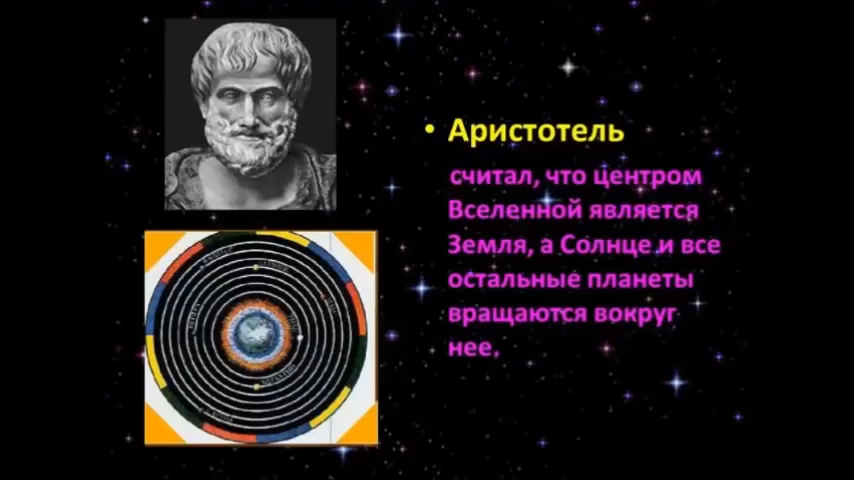 • Аристотель
считал, что центром
Вселенной является
Земля, а Солнце и все
остальные планеты
вращаются вокруг
нее.